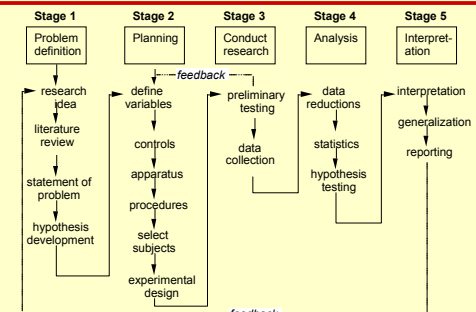 Stage 1 Stage 2 Stage 3 Stage 4 Stage 5
Problem
definition
Planning
Conduct
research
Analysis
Interpret-
ation
feedback
research
idea
literature
review
statement of
problem
hypothesis
development
define
variables
controls
apparatus
procedures
select
subjects
experimental
design
preliminary
testing
data
collection
data
reductions
statistics
hypothesis
testing
interpretation
generalization
reporting
feedback